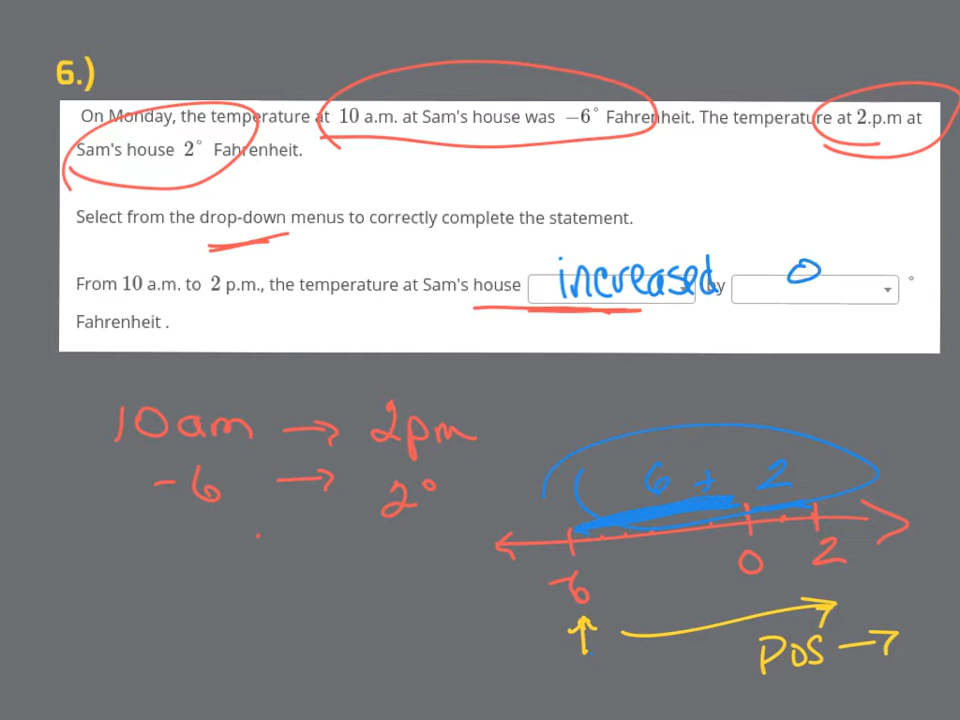 6.)
On Monday, the temperature at 10 a.m. at Sam's house was −6° Fahrenheit. The temperature at 2.p.m at
Sam's house 2° Fahrenheit.
Select from the drop-down menus to correctly complete the statement.
From 10 a.m. to 2 p.m., the temperature at Sam's house increased by 0 °
Fahrenheit .
10am → 2pm
-6 → 2°
6 + 2
-6 0 2
POS →